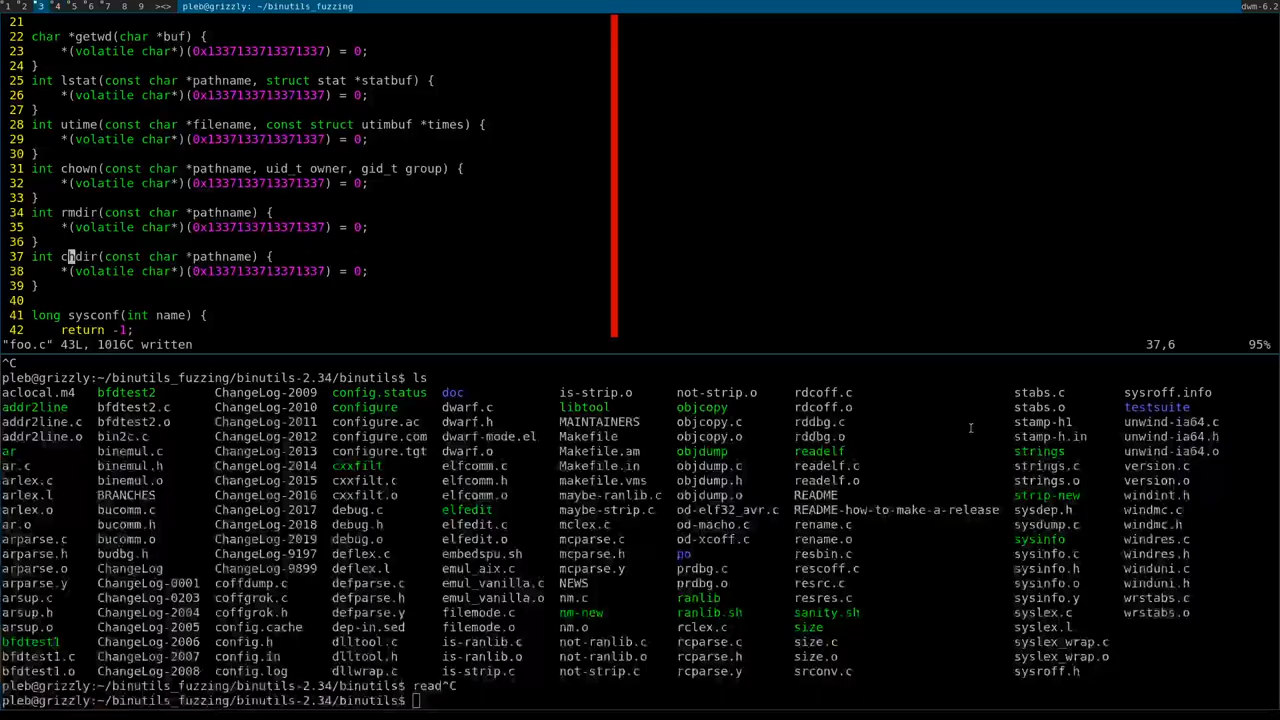 1 2 3 4 5 6 7 8 9 ><> pleb@grizzly: ~/binutils_fuzzing dwm-6.2
21
22 char *getwd(char *buf) {
23     *(volatile char*)(0x1337133713371337) = 0;
24 }
25 int lstat(const char *pathname, struct stat *statbuf) {
26     *(volatile char*)(0x1337133713371337) = 0;
27 }
28 int utime(const char *filename, const struct utimbuf *times) {
29     *(volatile char*)(0x1337133713371337) = 0;
30 }
31 int chown(const char *pathname, uid_t owner, gid_t group) {
32     *(volatile char*)(0x1337133713371337) = 0;
33 }
34 int rmdir(const char *pathname) {
35     *(volatile char*)(0x1337133713371337) = 0;
36 }
37 int chdir(const char *pathname) {
38     *(volatile char*)(0x1337133713371337) = 0;
39 }
40
41 long sysconf(int name) {
42     return -1;
"foo.c" 43L, 1016C written 37,6 95%
^C
pleb@grizzly:~/binutils_fuzzing/binutils-2.34/binutils$ ls
aclocal.m4 bfdtest2 ChangeLog-2009 config.status doc is-strip.o not-strip.o rdcoff.c stabs.c sysroff.info
addr2line bfdtest2.c ChangeLog-2010 configure dwarf.c libtool objcopy rdcoff.o stabs.o testsuite
addr2line.c bfdtest2.o ChangeLog-2011 configure.ac dwarf.h MAINTAINERS objcopy.c rddbg.c stamp-h1 unwind-ia64.c
addr2line.o bin2c.c ChangeLog-2012 configure.com dwarf-mode.el Makefile objcopy.o rddbg.o stamp-h.in unwind-ia64.h
ar binemul.c ChangeLog-2013 configure.tgt dwarf.o Makefile.am objdump readelf strings unwind-ia64.o
ar.c binemul.h ChangeLog-2014 cxxfilt elfcomm.c Makefile.in objdump.c readelf.c strings.c version.c
arlex.c binemul.o ChangeLog-2015 cxxfilt.c elfcomm.h makefile.vms objdump.h readelf.o strings.o version.o
arlex.l BRANCHES ChangeLog-2016 cxxfilt.o elfcomm.o maybe-ranlib.c objdump.o README strip-new windint.h
arlex.o bucomm.c ChangeLog-2017 debug.c elfedit maybe-strip.c od-elf32_avr.c README-how-to-make-a-release sysdep.h windmc.c
ar.o bucomm.h ChangeLog-2018 debug.h elfedit.c mclex.c od-macho.c rename.c sysdump.c windmc.h
arparse.c bucomm.o ChangeLog-2019 debug.o elfedit.o mcparse.c od-xcoff.c rename.o sysinfo windres.c
arparse.h budbg.h ChangeLog-9197 deflex.c embedspu.sh mcparse.h po resbin.c sysinfo.c windres.h
arparse.o ChangeLog ChangeLog-9899 deflex.l emul_aix.c mcparse.y prdbg.c rescoff.c sysinfo.h winduni.c
arparse.y ChangeLog-0001 coffdump.c defparse.c emul_vanilla.c NEWS prdbg.o resrc.c sysinfo.o winduni.h
arsup.c ChangeLog-0203 coffgrok.c defparse.h emul_vanilla.o nm.c ranlib resres.c sysinfo.y wrstabs.c
arsup.h ChangeLog-2004 coffgrok.h defparse.y filemode.c nm-new ranlib.sh sanity.sh syslex.c wrstabs.o
arsup.o ChangeLog-2005 config.cache dep-in.sed filemode.o nm.o rclex.c size syslex.l
bfdtest1 ChangeLog-2006 config.h dlltool.c is-ranlib.c not-ranlib.c rcparse.c size.c syslex_wrap.c
bfdtest1.c ChangeLog-2007 config.in dlltool.h is-ranlib.o not-ranlib.o rcparse.h size.o syslex_wrap.o
bfdtest1.o ChangeLog-2008 config.log dllwrap.c is-strip.c not-strip.c rcparse.y srconv.c sysroff.h
pleb@grizzly:~/binutils_fuzzing/binutils-2.34/binutils$ read^C
pleb@grizzly:~/binutils_fuzzing/binutils-2.34/binutils$